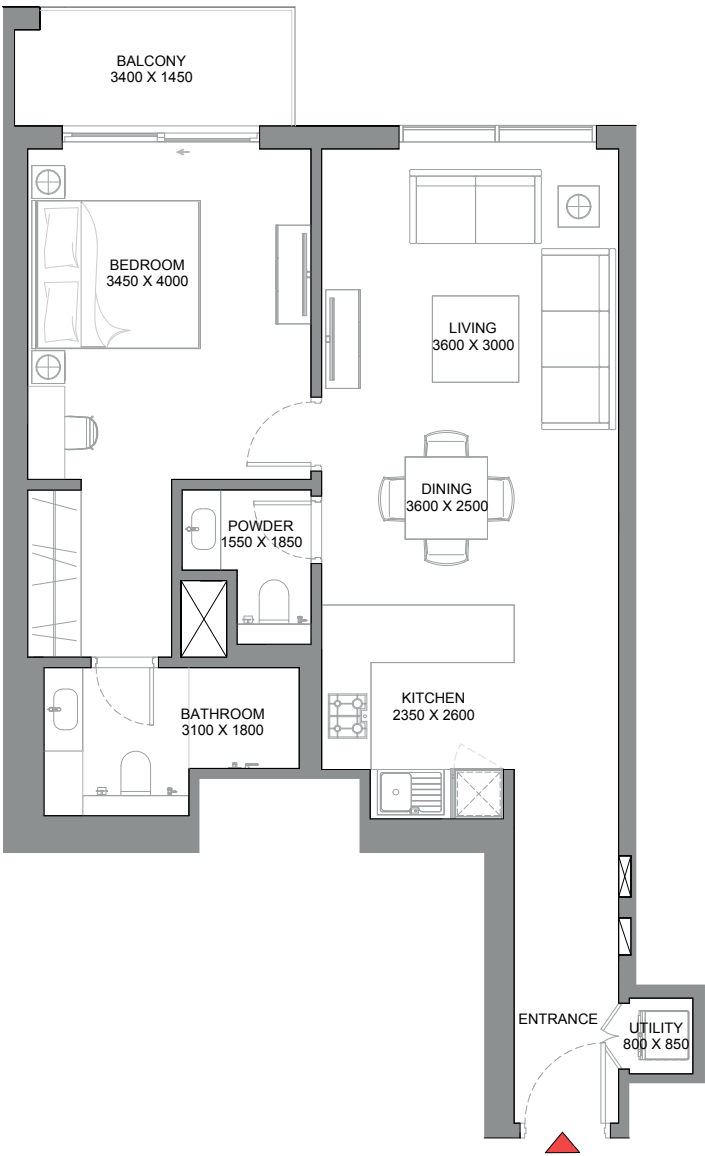 BALCONY
3400 X 1450
BEDROOM
3450 X 4000
LIVING
3600 X 3000
DINING
3600 X 2500
POWDER
1550 X 1850
KITCHEN
2350 X 2600
BATHROOM
3100 X 1800
ENTRANCE
UTILITY
800 X 850